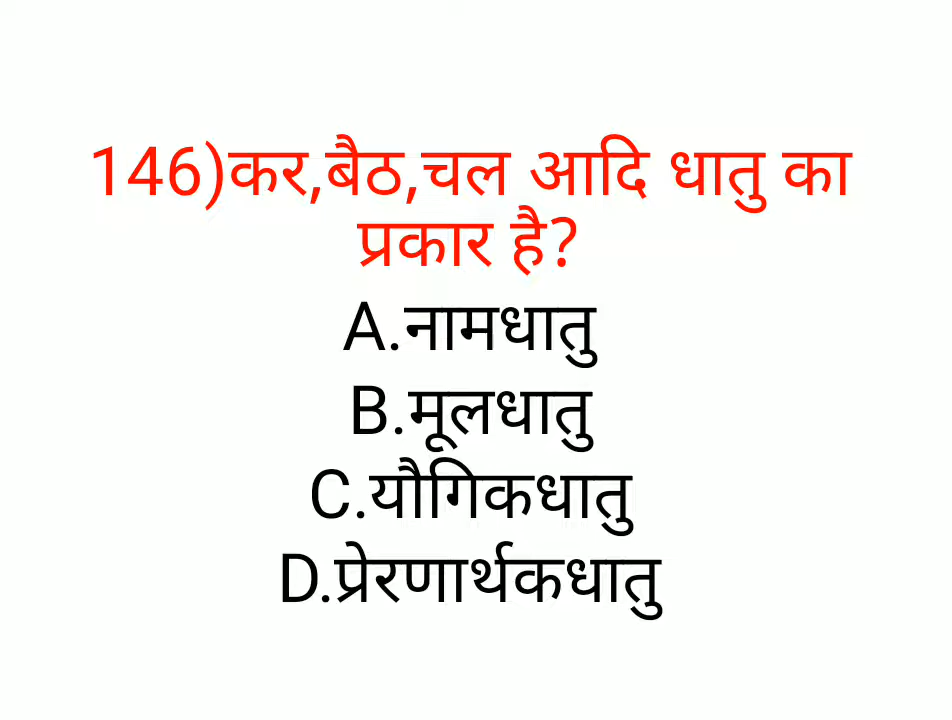 146)कर,बैठ,चल आदि धातु का
प्रकार है?
A.नामधातु
B.मूलधातु
C.यौगिकधातु
D.प्रेरणार्थकधातु